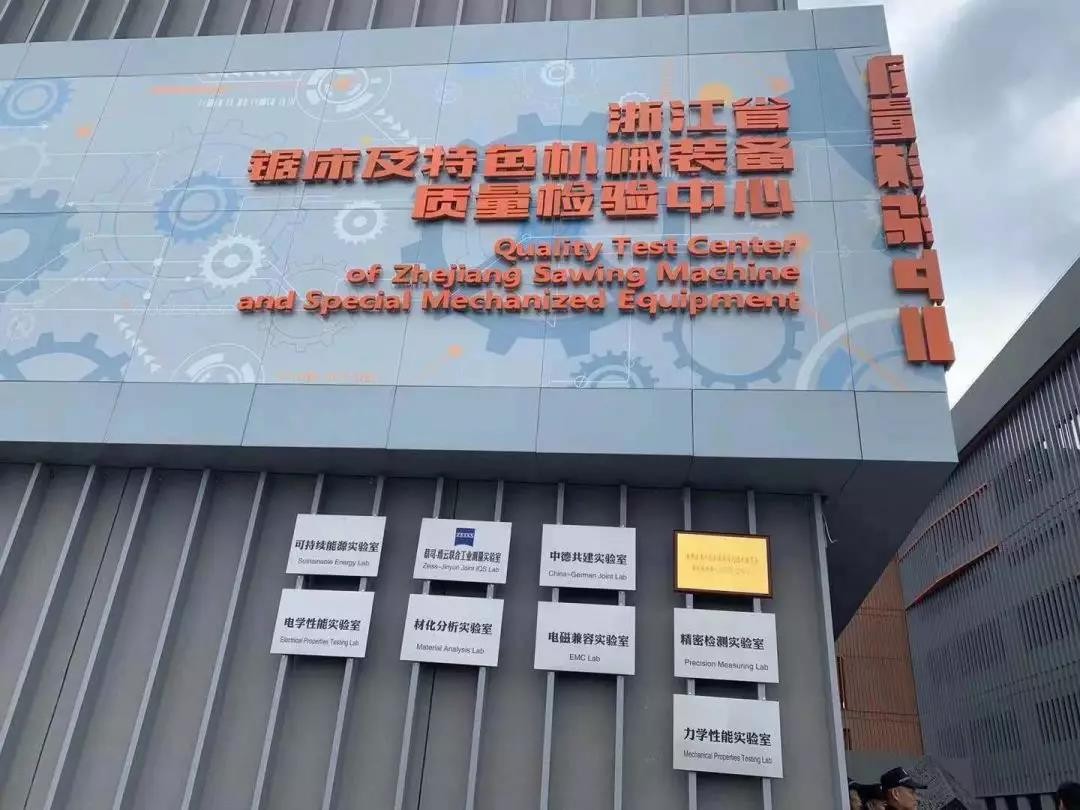 浙江省
锯床及特色机械装备
质量检验中心
Quality Test Center
of Zhejiang Sawing Machine
and Special Mechanized Equipment
可持续能源实验室
Sustainable Energy Lab
ZEISS
蔡司·缙云联合工业测量实验室
Zeiss-Jinyun Joint IQS Lab
中德共建实验室
China-German Joint Lab
电学性能实验室
Electrical Properties Testing Lab
材化分析实验室
Material Analysis Lab
电磁兼容实验室
EMC Lab
精密检测实验室
Precision Measuring Lab
力学性能实验室
Mechanical Properties Testing Lab